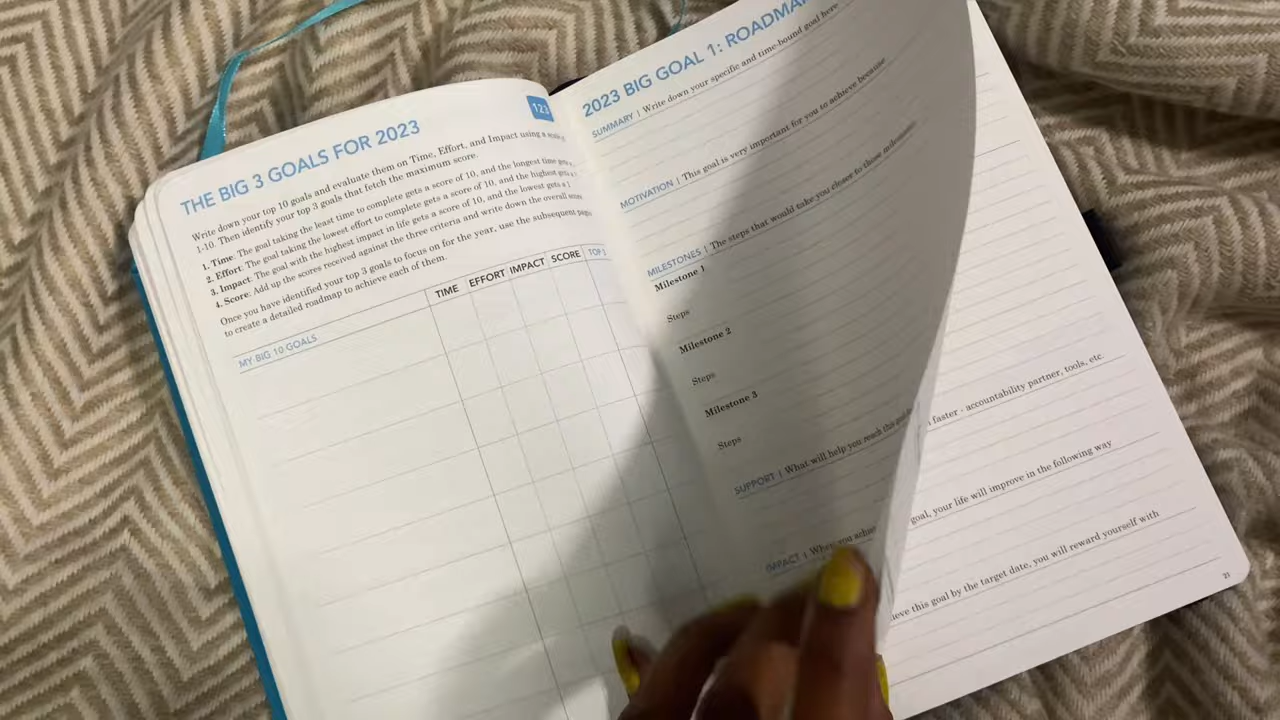 THE BIG 3 GOALS FOR 2023
123
Write down your top 10 goals and evaluate them on Time, Effort, and Impact using a scale
1-10. Then identify your top 3 goals that fetch the maximum score.
1. Time: The goal taking the least time to complete gets a score of 10, and the longest time gets
2. Effort: The goal taking the lowest effort to complete gets a score of 10, and the highest gets a
3. Impact: The goal with the highest impact in life gets a score of 10, and the lowest gets a 1
4. Score: Add up the scores received against the three criteria and write down the overall score
Once you have identified your top 3 goals to focus on for the year, use the subsequent pages
to create a detailed roadmap to achieve each of them.
MY BIG 10 GOALS
TIME
EFFORT
IMPACT
SCORE
TOP 3
2023 BIG GOAL 1: ROADMAP
SUMMARY | Write down your specific and time-bound goal here
MOTIVATION | This goal is very important for you to achieve because
MILESTONES | The steps that would take you closer to those milestones
Milestone 1
Steps
Milestone 2
Steps
Milestone 3
Steps
SUPPORT | What will help you reach this goal
IMPACT | When you achie
faster - accountability partner, tools, etc.
goal, your life will improve in the following way
ieve this goal by the target date, you will reward yourself with
21